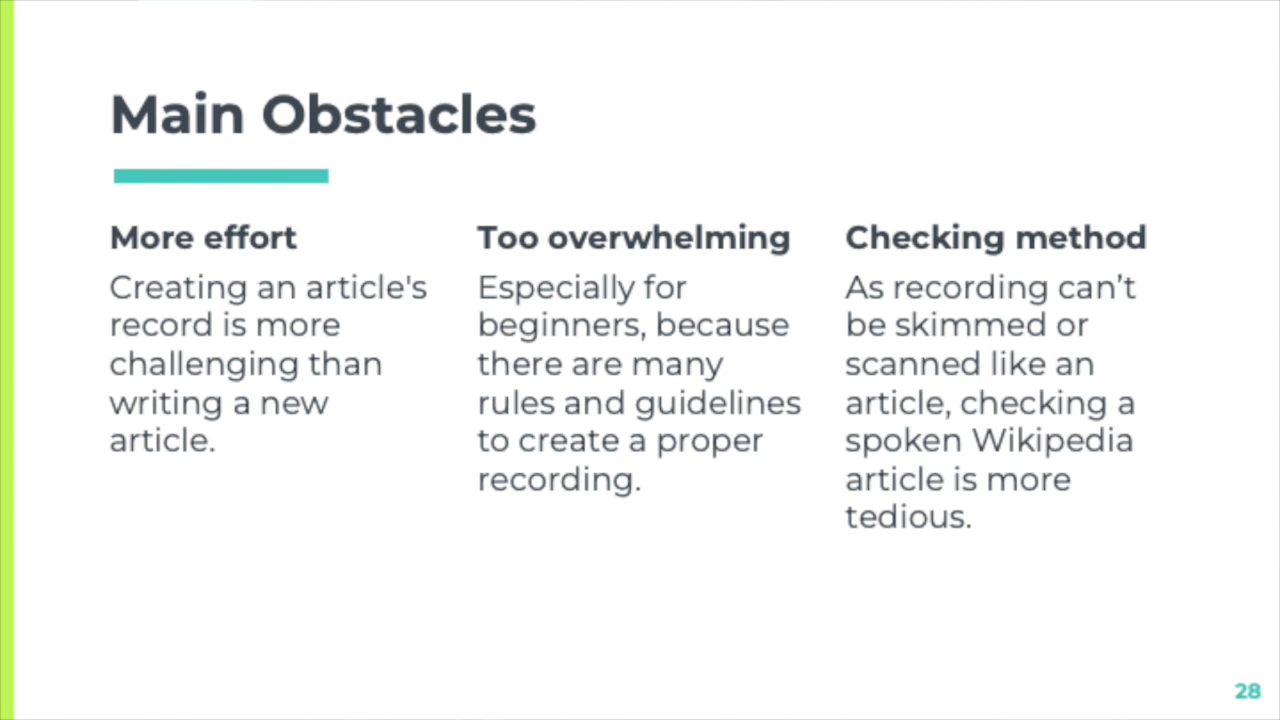 Main Obstacles
More effort
Creating an article's
record is more
challenging than
writing a new
article.
Too overwhelming
Especially for
beginners, because
there are many
rules and guidelines
to create a proper
recording.
Checking method
As recording can’t
be skimmed or
scanned like an
article, checking a
spoken Wikipedia
article is more
tedious.
28